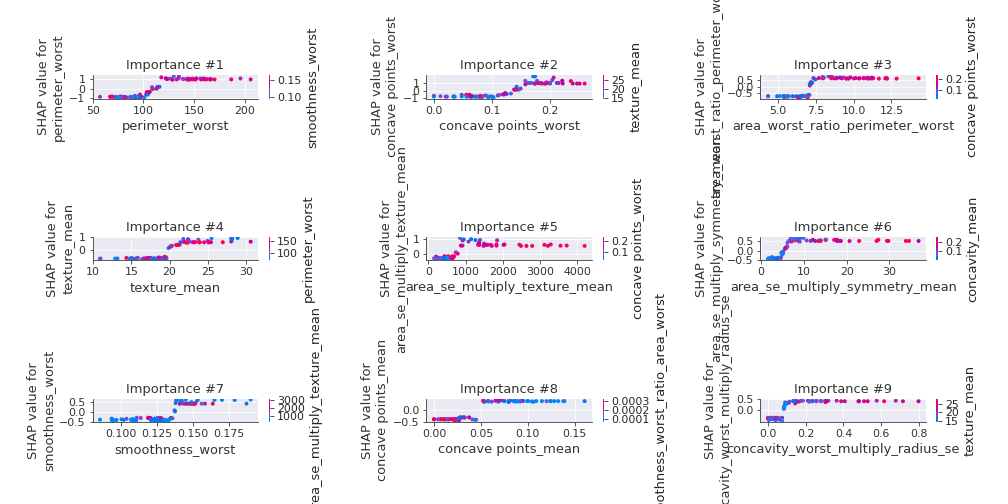 Importance #1
SHAP value for
perimeter_worst
1
0
−1
50
100
150
200
perimeter_worst
0.15
0.10
smoothness_worst
Importance #2
SHAP value for
concave points_worst
1
0
−1
0.0
0.1
0.2
concave points_worst
25
20
15
texture_mean
Importance #3
SHAP value for
0.5
0.0
−0.5
5.0
7.5
10.0
12.5
area_worst_ratio_perimeter_worst
0.2
0.1
concave points_worst
Importance #4
SHAP value for
texture_mean
1
0
10
15
20
25
30
texture_mean
150
100
perimeter_worst
Importance #5
SHAP value for
area_se_multiply_texture_mean
1
0
0
1000
2000
3000
4000
area_se_multiply_texture_mean
0.2
0.1
concave points_worst
Importance #6
SHAP value for
0.5
0.0
−0.5
0
10
20
30
area_se_multiply_symmetry_mean
0.2
0.1
concavity_mean
Importance #7
SHAP value for
smoothness_worst
0.5
0.0
−0.5
0.100
0.125
0.150
0.175
smoothness_worst
3000
2000
1000
Importance #8
SHAP value for
concave points_mean
0.0
−0.5
0.00
0.05
0.10
0.15
concave points_mean
0.0003
0.0002
0.0001
Importance #9
SHAP value for
0.5
0.0
0.0
0.2
0.4
0.6
0.8
concavity_worst_multiply_radius_se
25
20
15
texture_mean